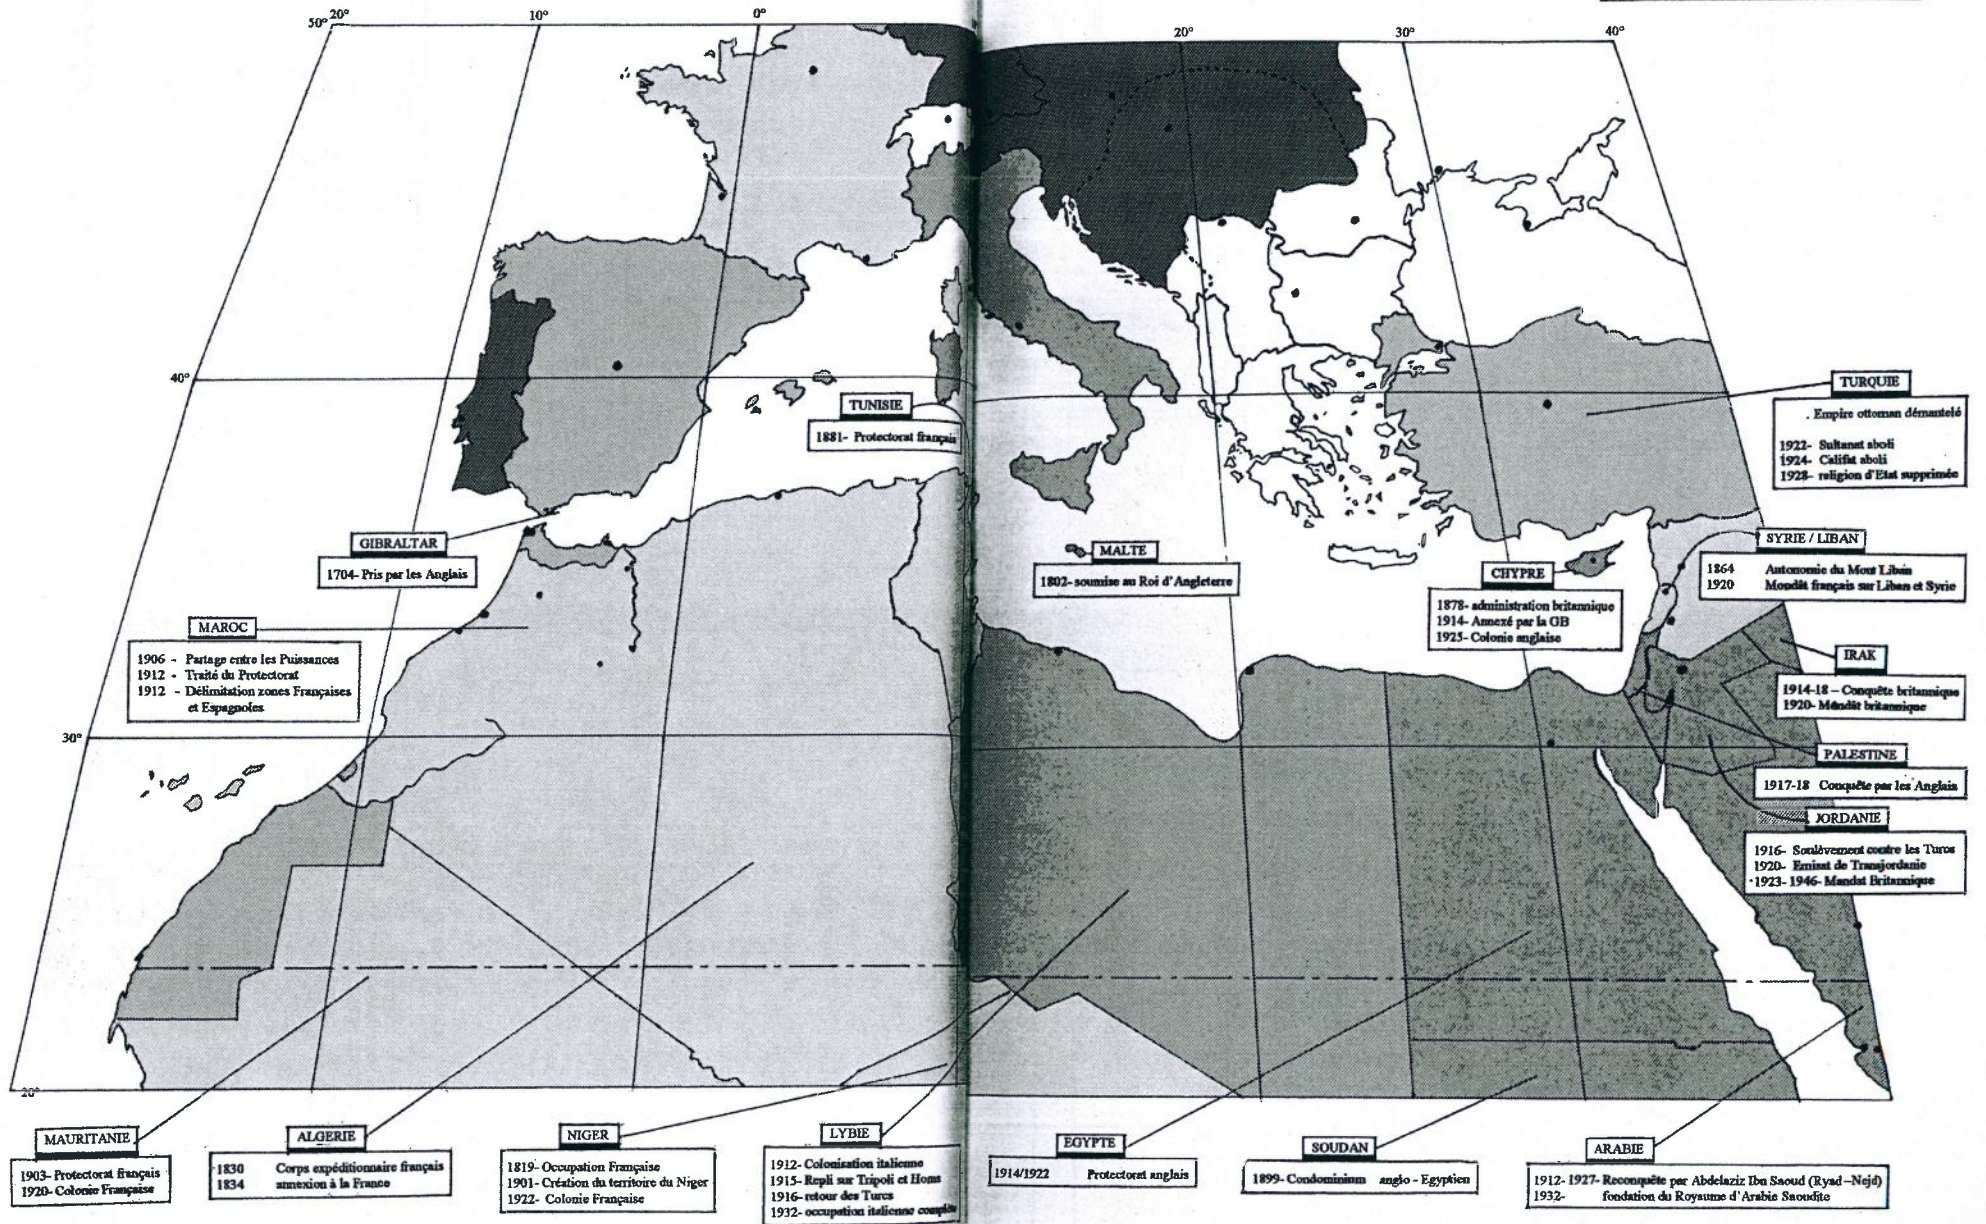 50° 20°
10°
0°
20°
30°
40°
40°
30°
20°
TUNISIE
1881- Protectorat français
TURQUIE
. Empire ottoman démantelé
1922- Sultanat aboli
1924- Califat aboli
1928- religion d'Etat supprimée
GIBRALTAR
1704- Pris par les Anglais
MALTE
1802- soumise au Roi d'Angleterre
CHYPRE
1878- administration britannique
1914- Annexé par la GB
1925- Colonie anglaise
SYRIE / LIBAN
1864 Autonomie du Mont Liban
1920 Mondât français sur Liban et Syrie
MAROC
1906 - Partage entre les Puissances
1912 - Traité du Protectorat
1912 - Délimitation zones Françaises
et Espagnoles
IRAK
1914-18 – Conquête britannique
1920- Mandât britannique
PALESTINE
1917-18 Conquête par les Anglais
JORDANIE
1916- Soulèvement contre les Turcs
1920- Emirat de Transjordanie
1923- 1946- Mandat Britannique
MAURITANIE
1903- Protectorat français
1920- Colonie Française
ALGERIE
1830 Corps expéditionnaire français
1834 annexion à la France
NIGER
1819- Occupation Française
1901- Création du territoire du Niger
1922- Colonie Française
LYBIE
1912- Colonisation italienne
1915- Repli sur Tripoli et Homs
1916- retour des Turcs
1932- occupation italienne complète
EGYPTE
1914/1922 Protectorat anglais
SOUDAN
1899- Condominium anglo - Egyptien
ARABIE
1912- 1927- Reconquête par Abdelaziz Ibn Saoud (Ryad –Nejd)
1932- fondation du Royaume d'Arabie Saoudite